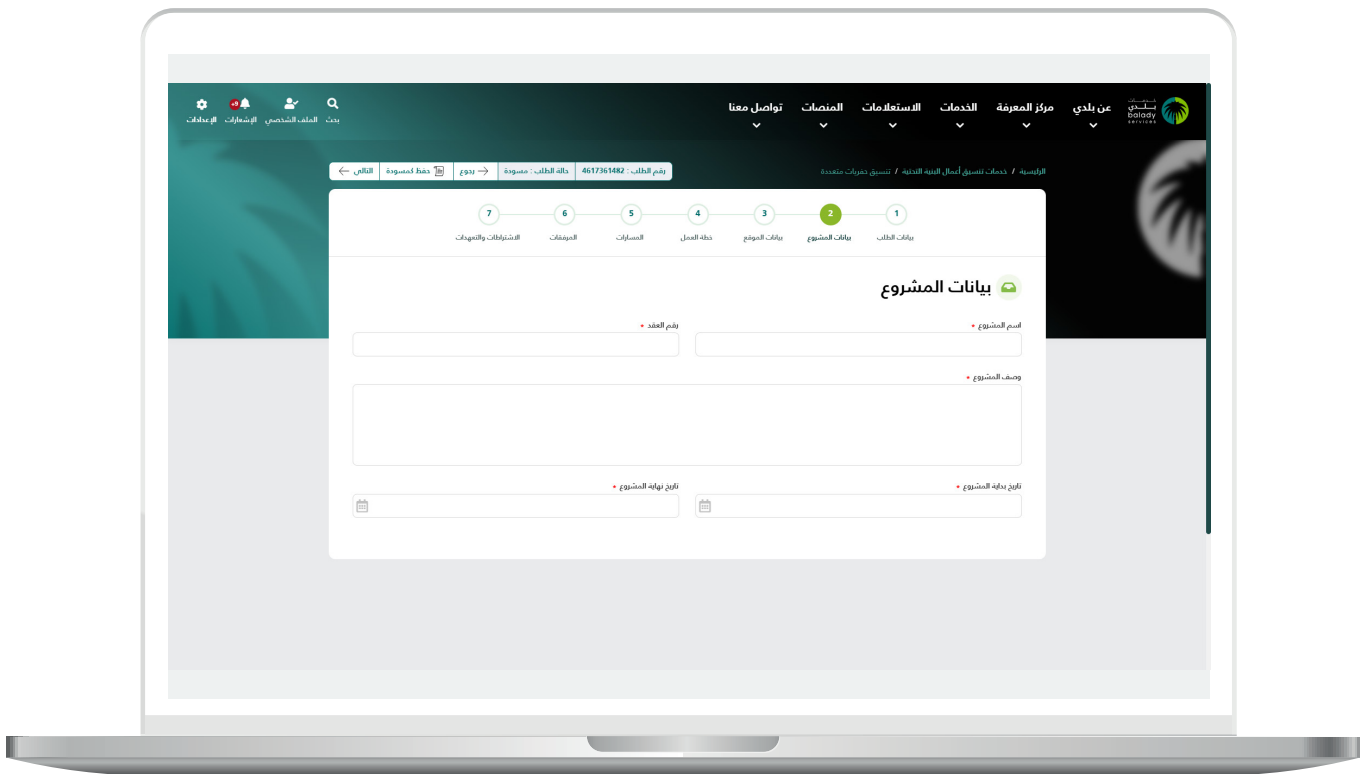 خدمات
بلدي
balady
services
عن بلدي
مركز المعرفة
الخدمات
الاستعلامات
المنصات
تواصل معنا
بحث
الملف الشخصي
+9
الإشعارات
الإعدادات
الرئيسية / خدمات تنسيق أعمال البنية التحتية / تنسيق حفريات متعددة
رقم الطلب : 4617361482
حالة الطلب : مسودة
رجوع
حفظ كمسودة
التالي
1 2 3 4 5 6 7
بيانات الطلب
بيانات المشروع
بيانات الموقع
خطة العمل
المسارات
المرفقات
الاشتراطات والتعهدات
بيانات المشروع
اسم المشروع *
رقم العقد *
وصف المشروع *
تاريخ بداية المشروع *
تاريخ نهاية المشروع *